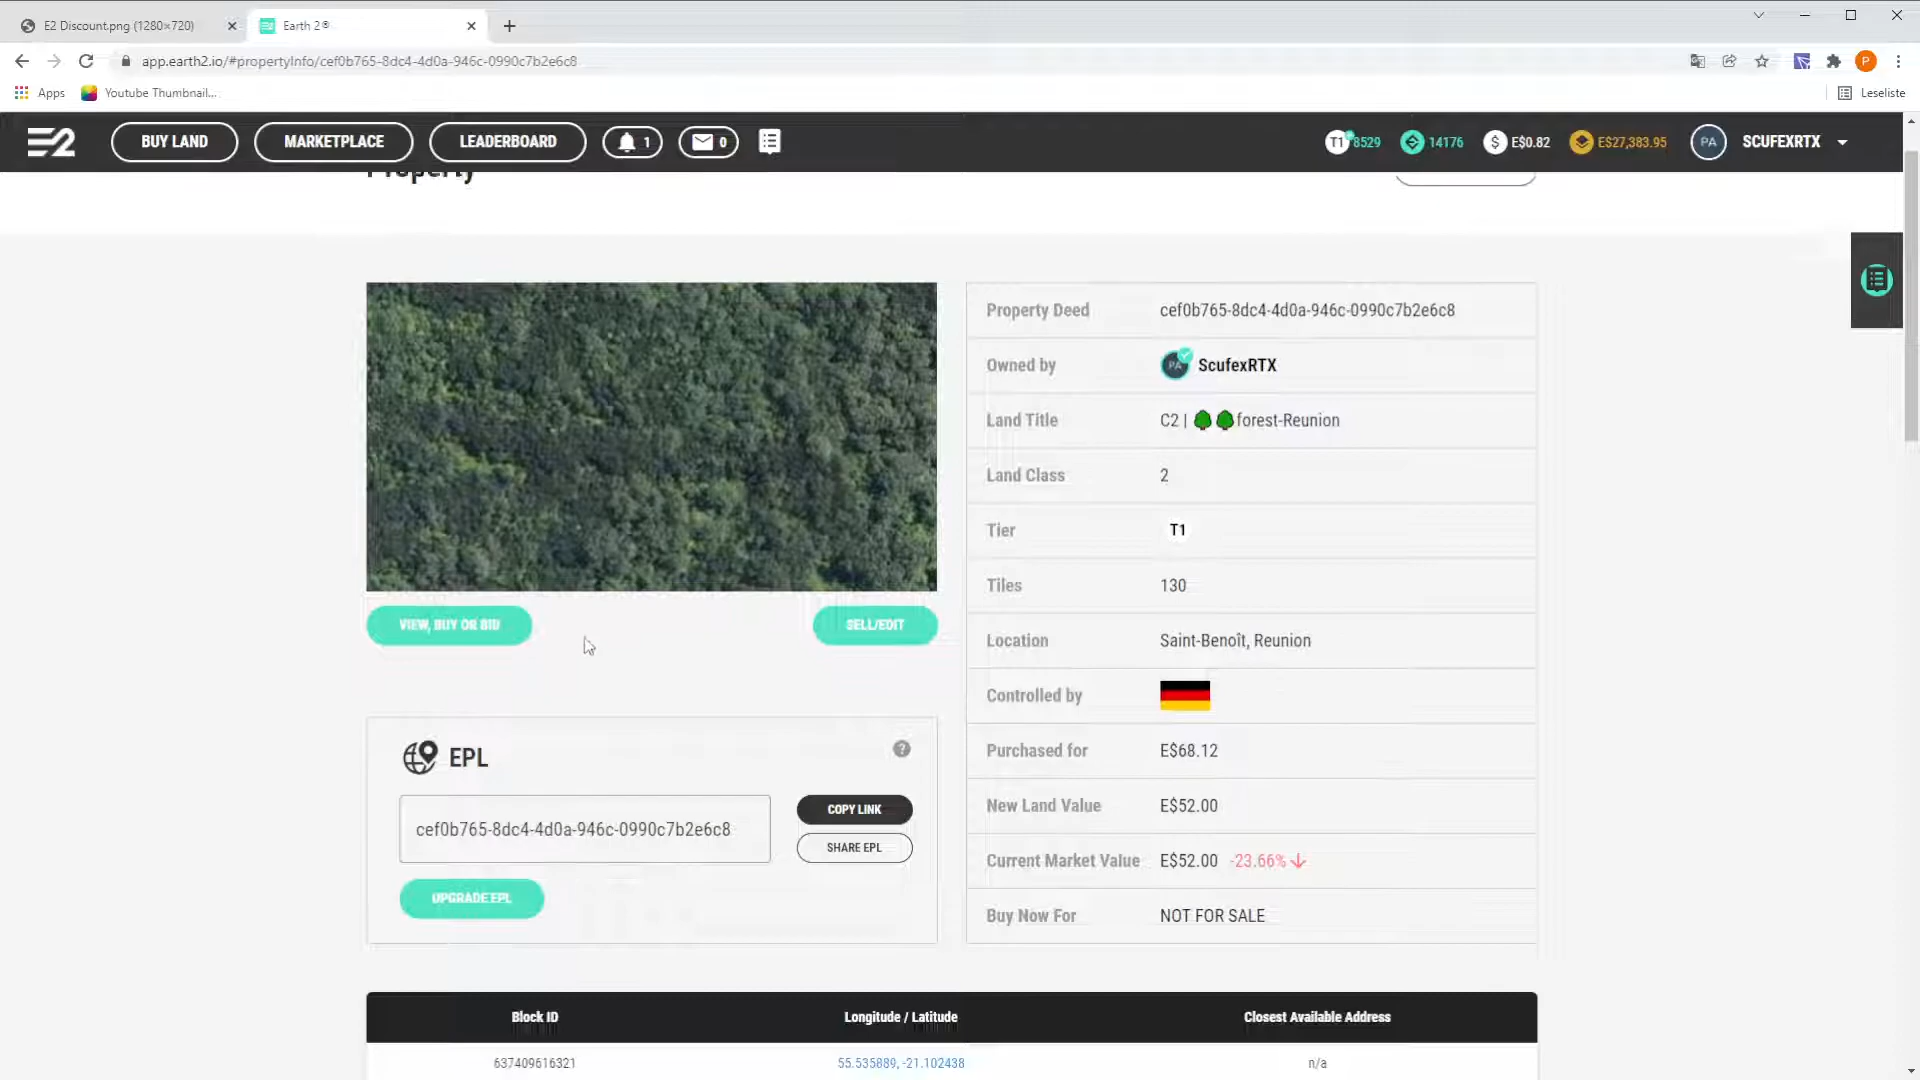 E2 Discount.png (1280×720)
Earth 2®
app.earth2.io/#propertyInfo/cef0b765-8dc4-4d0a-946c-0990c7b2e6c8
P
Apps
Youtube Thumbnail...
Leseliste
E2
BUY LAND
MARKETPLACE
LEADERBOARD
1
0
T1 8529
14176
$ E$0.82
E$27,383.95
PA
SCUFEXRTX
Property
Property Deed cef0b765-8dc4-4d0a-946c-0990c7b2e6c8
Owned by PA ScufexRTX
Land Title C2 | forest-Reunion
Land Class 2
Tier T1
Tiles 130
Location Saint-Benoît, Reunion
Controlled by
Purchased for E$68.12
New Land Value E$52.00
Current Market Value E$52.00 -23.66%
Buy Now For NOT FOR SALE
VIEW, BUY OR BID
SELL/EDIT
EPL
?
cef0b765-8dc4-4d0a-946c-0990c7b2e6c8
COPY LINK
SHARE EPL
UPGRADE EPL
Block ID Longitude / Latitude Closest Available Address
637409616321 55.535889, -21.102438 n/a